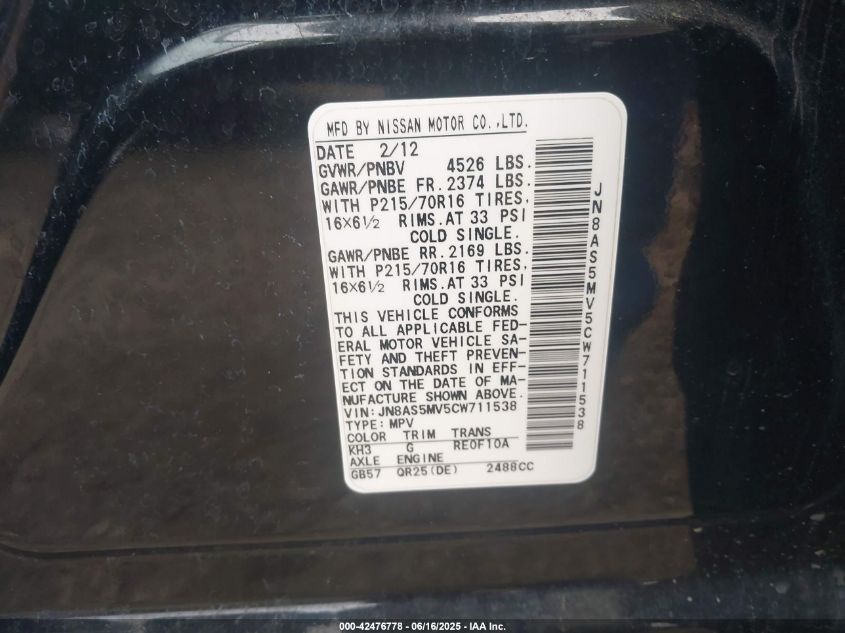 MFD BY NISSAN MOTOR CO.,LTD.
DATE 2/12
GVWR/PNBV 4526 LBS.
GAWR/PNBE FR. 2374 LBS.
WITH P215/70R16 TIRES,
16×6½ RIMS. AT 33 PSI
COLD SINGLE.
GAWR/PNBE RR. 2169 LBS.
WITH P215/70R16 TIRES,
16×6½ RIMS. AT 33 PSI
COLD SINGLE.
THIS VEHICLE CONFORMS
TO ALL APPLICABLE FED-
ERAL MOTOR VEHICLE SA-
FETY AND THEFT PREVEN-
TION STANDARDS IN EFF-
ECT ON THE DATE OF MA-
NUFACTURE SHOWN ABOVE.
VIN: JN8AS5MV5CW711538
TYPE: MPV
COLOR TRIM TRANS
KH3 G RE0F10A
AXLE ENGINE
GB57 QR25(DE) 2488CC
JN8AS5MV5CW711538
000-42476778 - 06/16/2025 - IAA Inc.